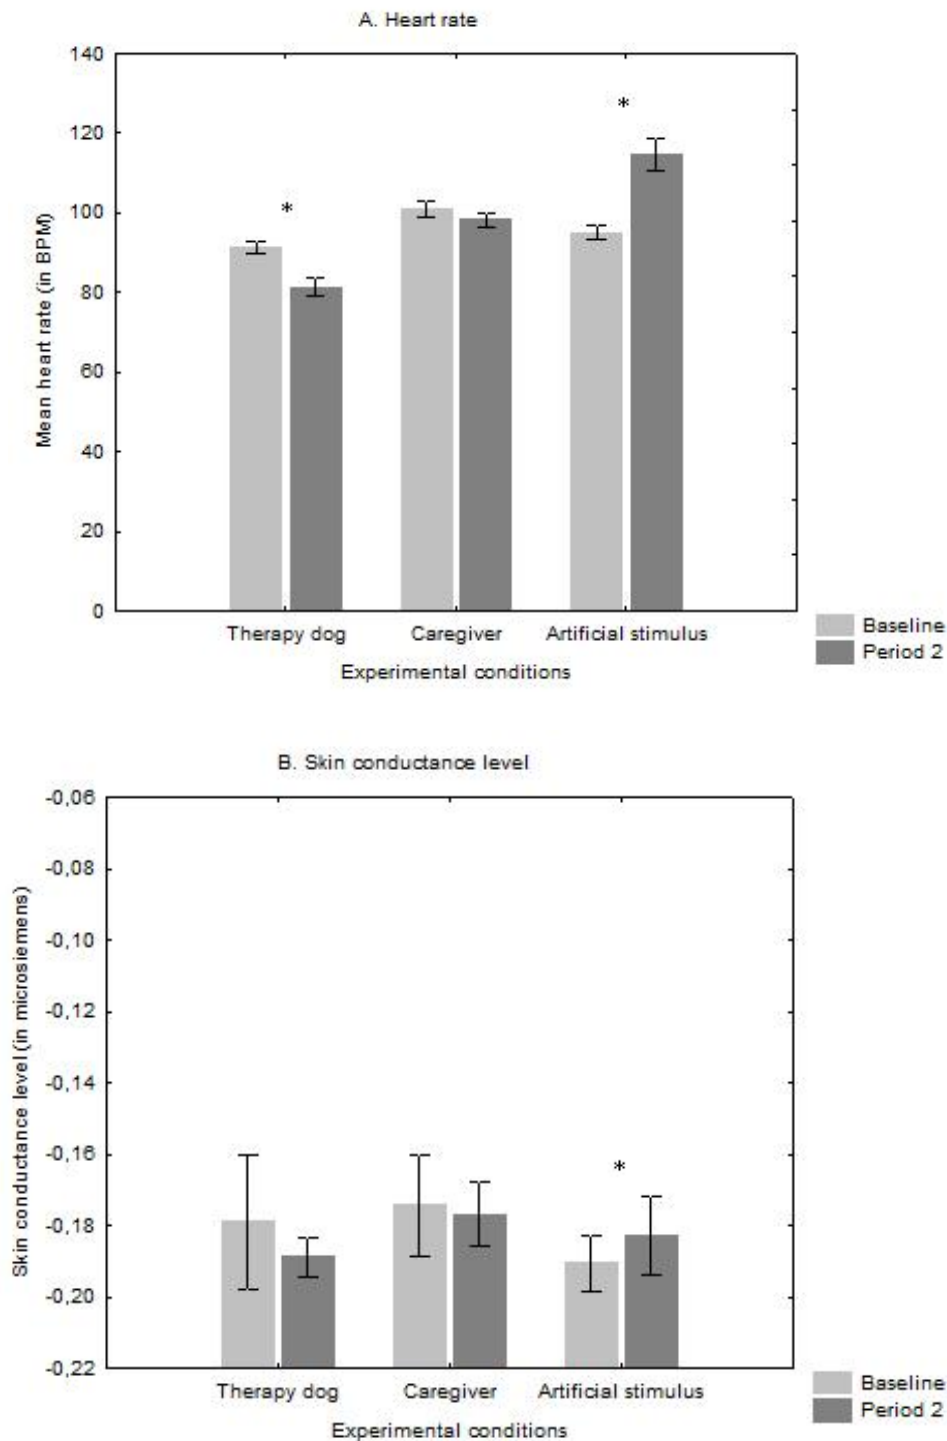 A. Heart rate
140
120
100
80
60
40
20
0
Mean heart rate (in BPM)
*
*
Therapy dog Caregiver Artificial stimulus
Experimental conditions
Baseline
Period 2
B. Skin conductance level
-0,06
-0,08
-0,10
-0,12
-0,14
-0,16
-0,18
-0,20
-0,22
Skin conductance level (in microsiemens)
*
Therapy dog Caregiver Artificial stimulus
Experimental conditions
Baseline
Period 2